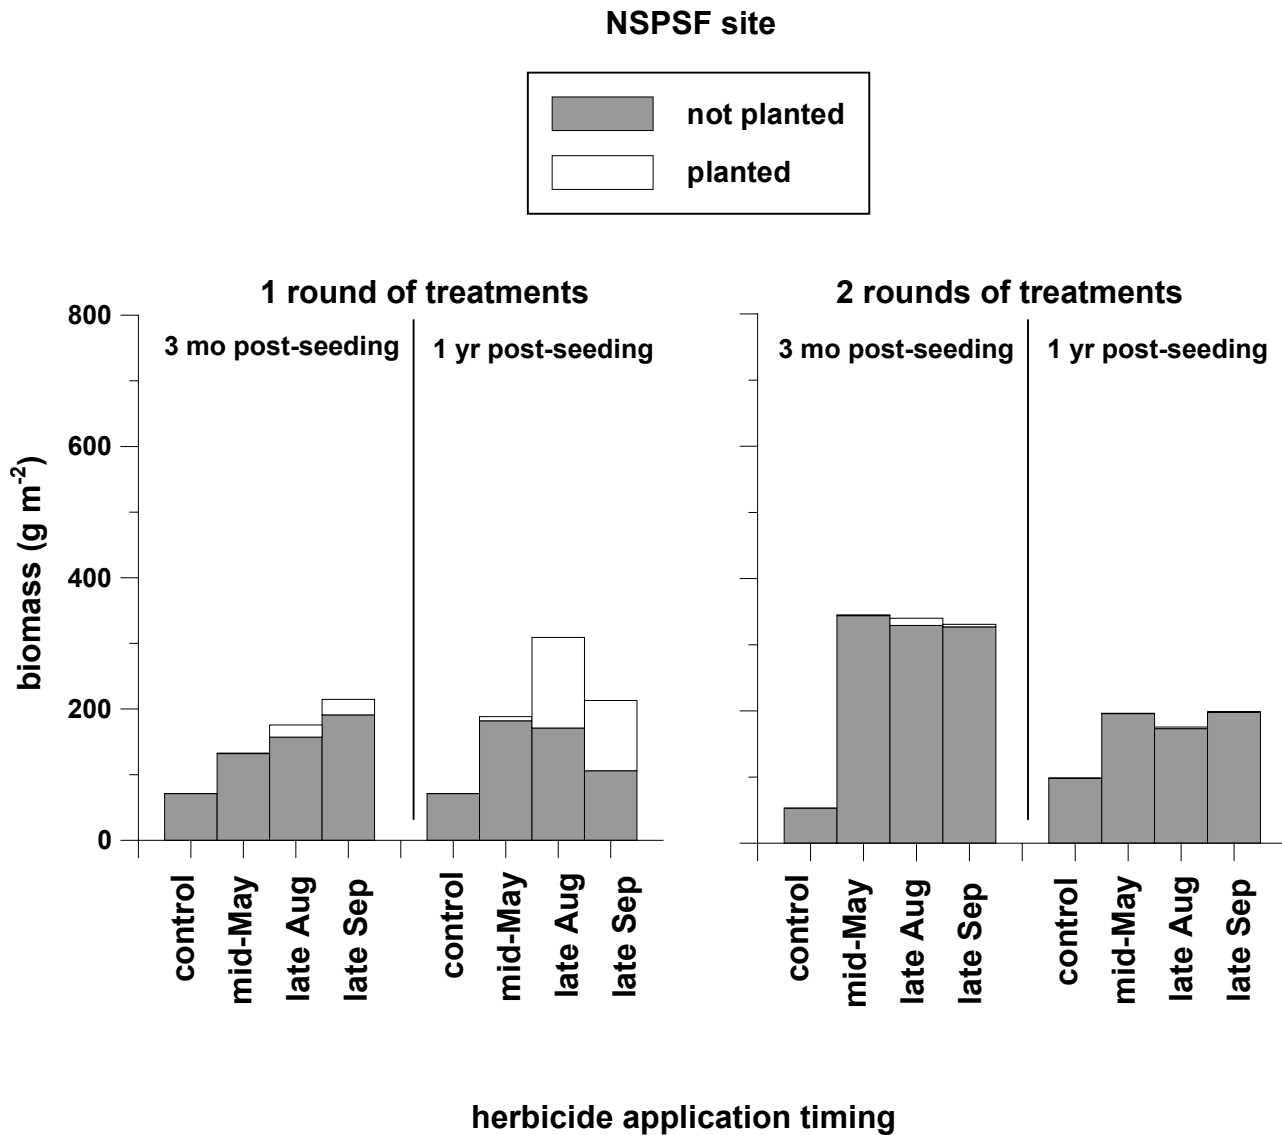 NSPSF site
not planted
planted
1 round of treatments
2 rounds of treatments
3 mo post-seeding
1 yr post-seeding
3 mo post-seeding
1 yr post-seeding
biomass (g m⁻²)
800
600
400
200
0
control
mid-May
late Aug
late Sep
control
mid-May
late Aug
late Sep
control
mid-May
late Aug
late Sep
control
mid-May
late Aug
late Sep
herbicide application timing